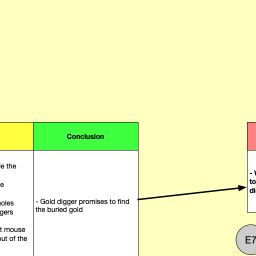 Conclusion
le the
e
- Gold digger promises to find
the buried gold
oles
gers
t mouse
out of the
to
di
E7